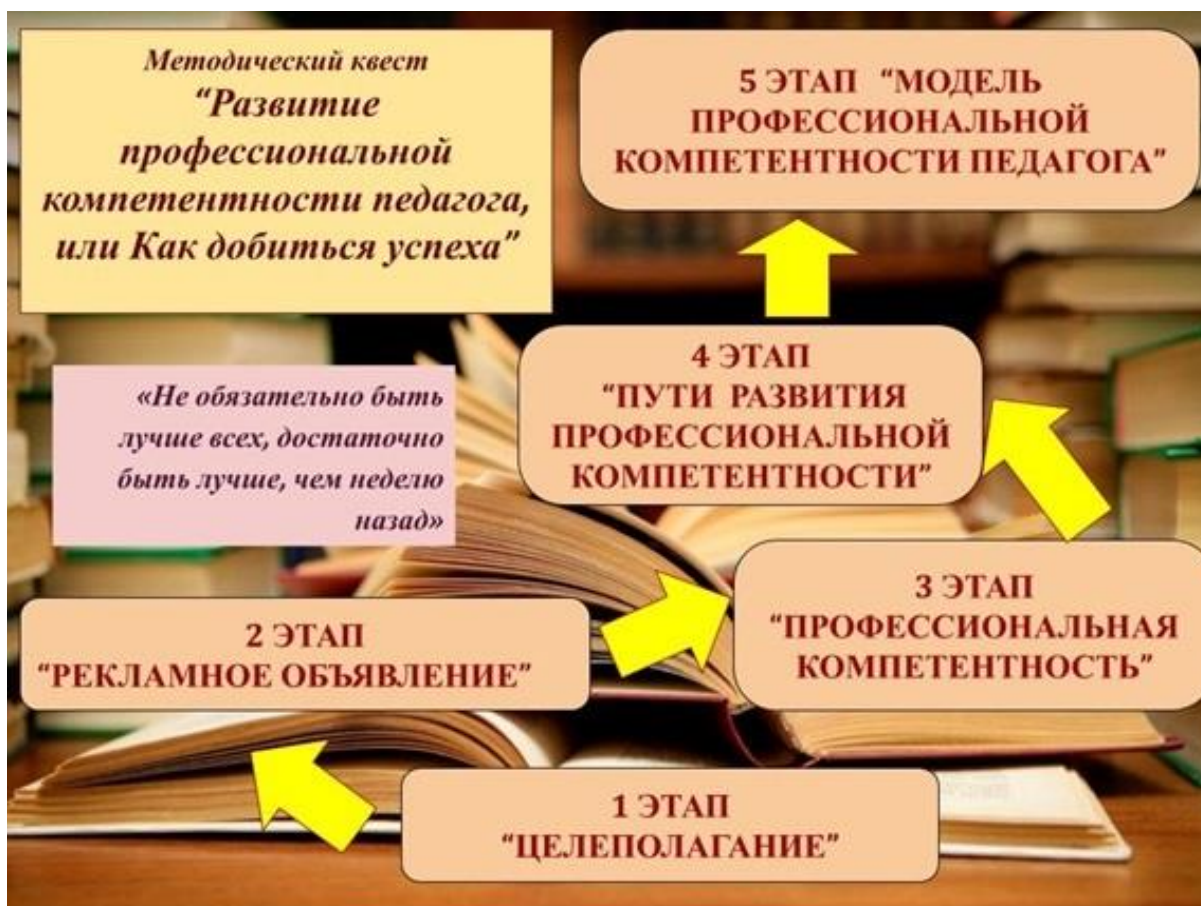 Методический квест
“Развитие
профессиональной
компетентности педагога,
или Как добиться успеха”
5 ЭТАП “МОДЕЛЬ
ПРОФЕССИОНАЛЬНОЙ
КОМПЕТЕНТНОСТИ ПЕДАГОГА”
4 ЭТАП
“ПУТИ РАЗВИТИЯ
ПРОФЕССИОНАЛЬНОЙ
КОМПЕТЕНТНОСТИ”
«Не обязательно быть
лучше всех, достаточно
быть лучше, чем неделю
назад»
3 ЭТАП
“ПРОФЕССИОНАЛЬНАЯ
КОМПЕТЕНТНОСТЬ”
2 ЭТАП
“РЕКЛАМНОЕ ОБЪЯВЛЕНИЕ”
1 ЭТАП
“ЦЕЛЕПОЛАГАНИЕ”